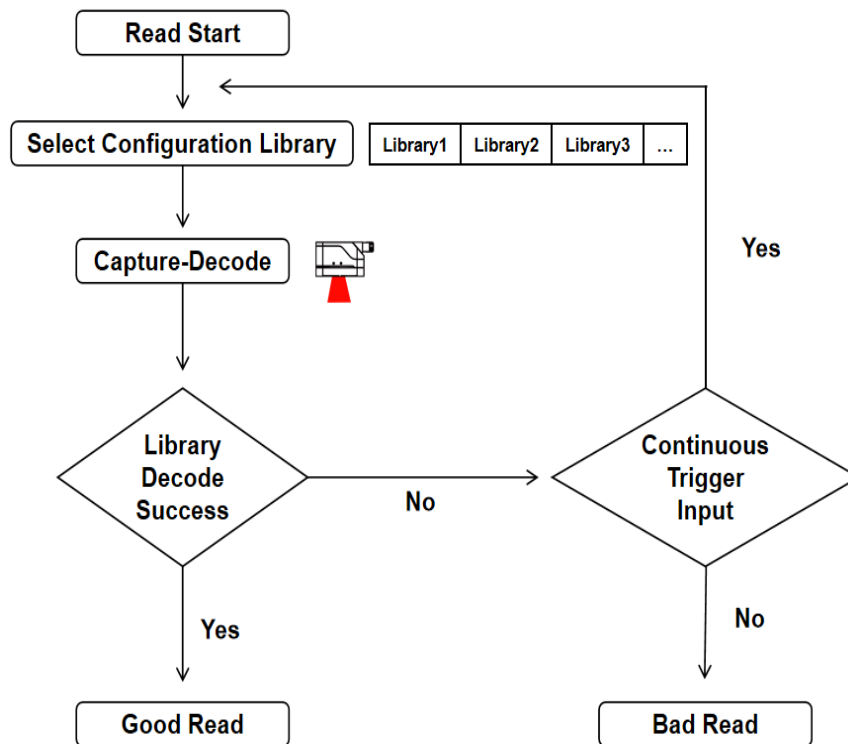 Read Start
Select Configuration Library
Library1 Library2 Library3 ...
Capture-Decode
Yes
Library
Decode
Success
No
Continuous
Trigger
Input
Yes
No
Good Read
Bad Read